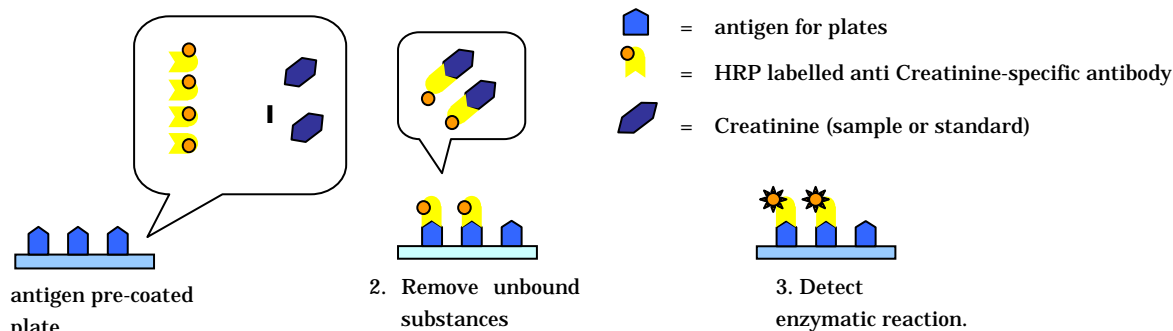 = antigen for plates
= HRP labelled anti Creatinine-specific antibody
= Creatinine (sample or standard)
antigen pre-coated
plate
2. Remove unbound
substances
3. Detect
enzymatic reaction.